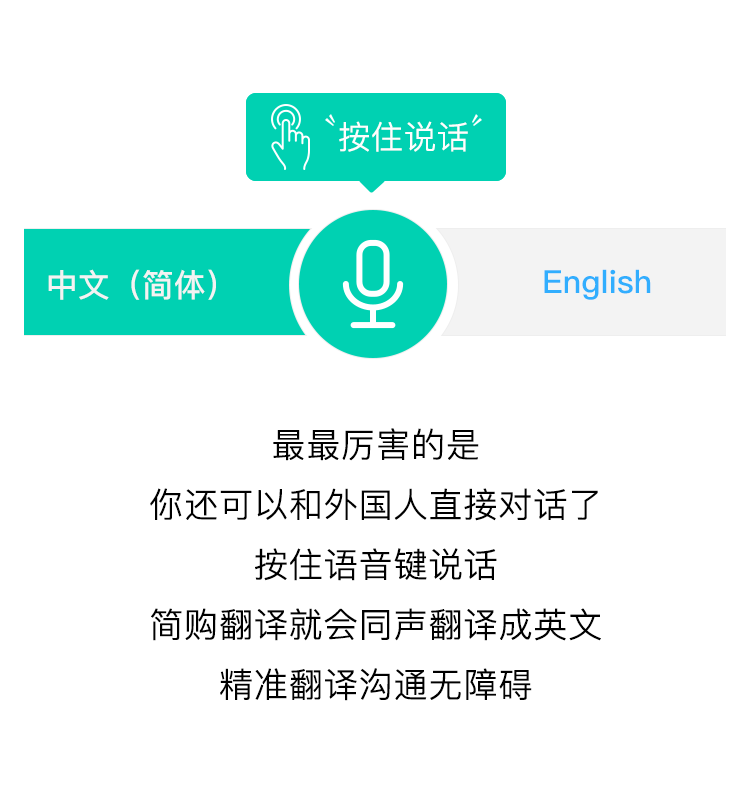 〝按住说话〞
中文（简体）
English
最最厉害的是
你还可以和外国人直接对话了
按住语音键说话
简购翻译就会同声翻译成英文
精准翻译沟通无障碍